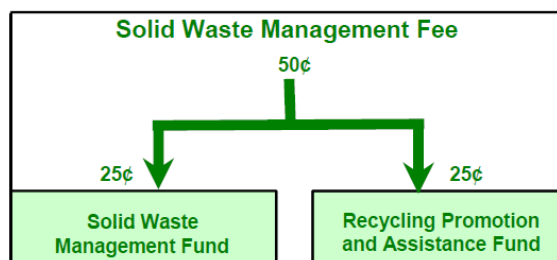 Solid Waste Management Fee
50¢
25¢
25¢
Solid Waste
Management Fund
Recycling Promotion
and Assistance Fund